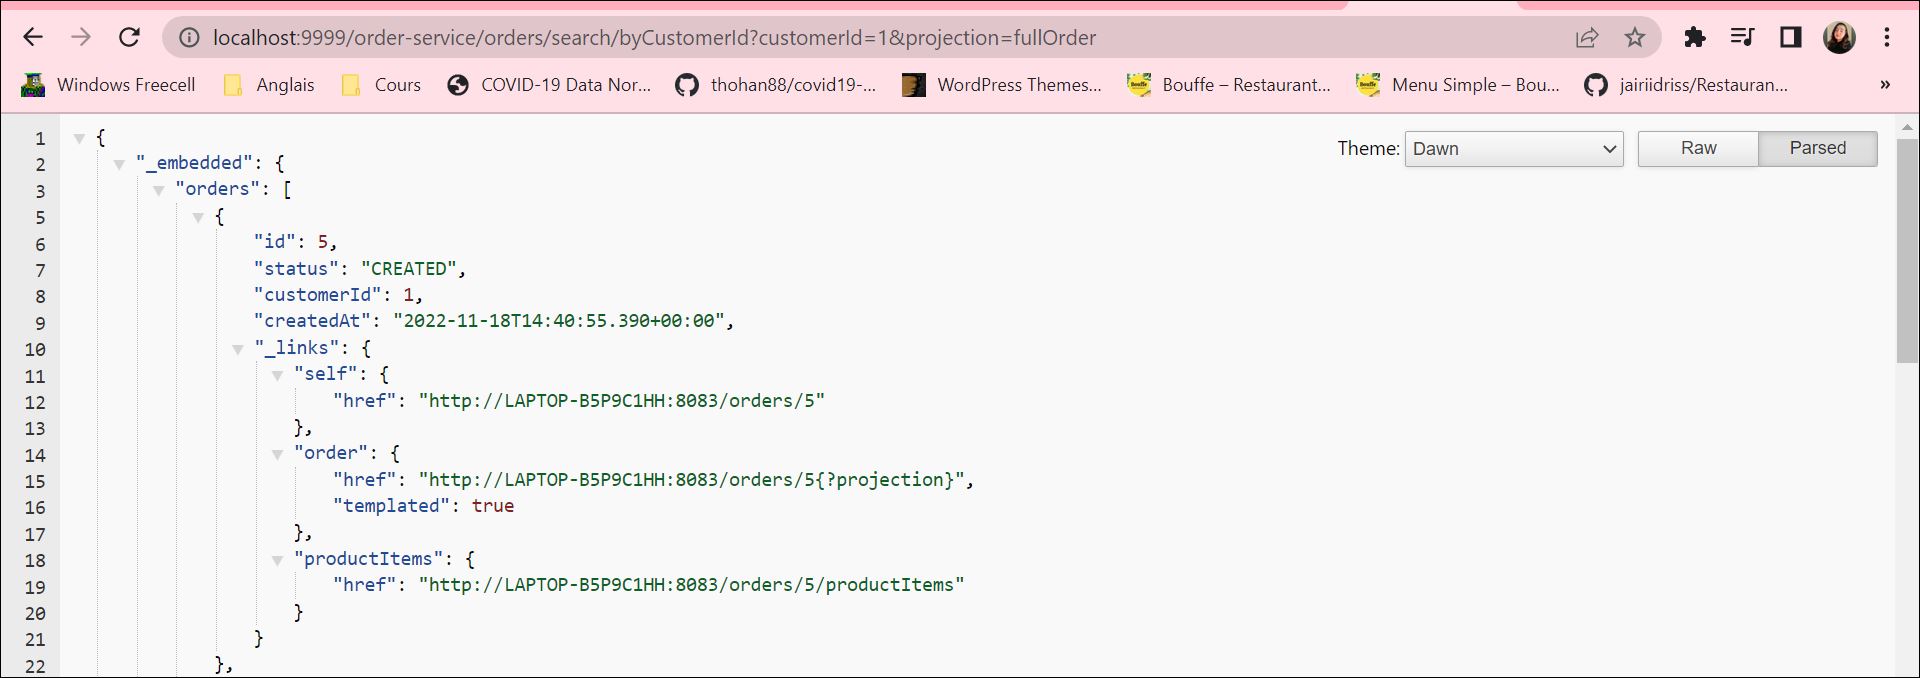 localhost:9999/order-service/orders/search/byCustomerId?customerId=1&projection=fullOrder
Windows Freecell Anglais Cours COVID-19 Data Nor... thohan88/covid19-... WordPress Themes... Bouffe – Restaurant... Menu Simple – Bou... jairiidriss/Restauran... »
Theme: Dawn Raw Parsed
1 {
2 "_embedded": {
3 "orders": [
5 {
6 "id": 5,
7 "status": "CREATED",
8 "customerId": 1,
9 "createdAt": "2022-11-18T14:40:55.390+00:00",
10 "_links": {
11 "self": {
12 "href": "http://LAPTOP-B5P9C1HH:8083/orders/5"
13 },
14 "order": {
15 "href": "http://LAPTOP-B5P9C1HH:8083/orders/5{?projection}",
16 "templated": true
17 },
18 "productItems": {
19 "href": "http://LAPTOP-B5P9C1HH:8083/orders/5/productItems"
20 }
21 }
22 },